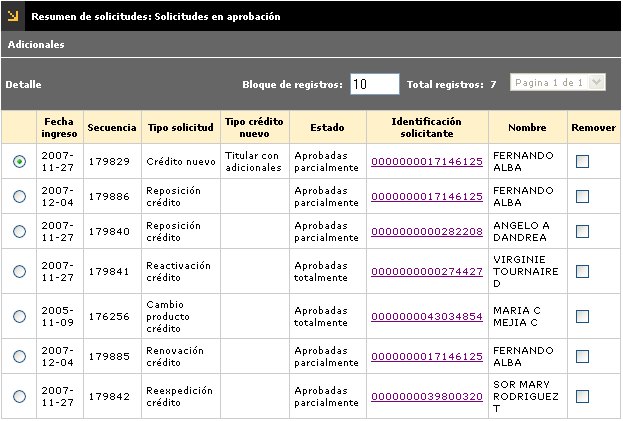 Resumen de solicitudes: Solicitudes en aprobación
Adicionales
Detalle Bloque de registros: 10 Total registros: 7 Pagina 1 de 1
Fecha ingreso Secuencia Tipo solicitud Tipo crédito nuevo Estado Identificación solicitante Nombre Remover
2007-11-27 179829 Crédito nuevo Titular con adicionales Aprobadas parcialmente 0000000017146125 FERNANDO ALBA
2007-12-04 179886 Reposición crédito Aprobadas parcialmente 0000000017146125 FERNANDO ALBA
2007-11-27 179840 Reposición crédito Aprobadas parcialmente 0000000000282208 ANGELO A DANDREA
2007-11-27 179841 Reactivación crédito Aprobadas totalmente 0000000000274427 VIRGINIE TOURNAIRE D
2005-11-09 176256 Cambio producto crédito Aprobadas totalmente 0000000043034854 MARIA C MEJIA C
2007-12-04 179885 Renovación crédito Aprobadas parcialmente 0000000017146125 FERNANDO ALBA
2007-11-27 179842 Reexpedición crédito Aprobadas parcialmente 0000000039800320 SOR MARY RODRIGUEZ T